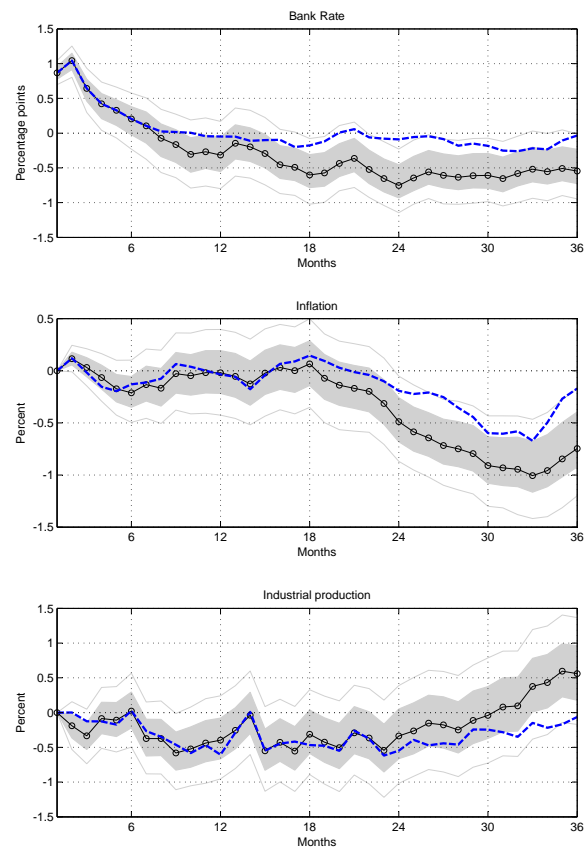 Bank Rate
1.5
1
0.5
0
-0.5
-1
-1.5
Percentage points
6 12 18 24 30 36
Months
Inflation
0.5
0
-0.5
-1
-1.5
Percent
6 12 18 24 30 36
Months
Industrial production
1.5
1
0.5
0
-0.5
-1
-1.5
Percent
6 12 18 24 30 36
Months